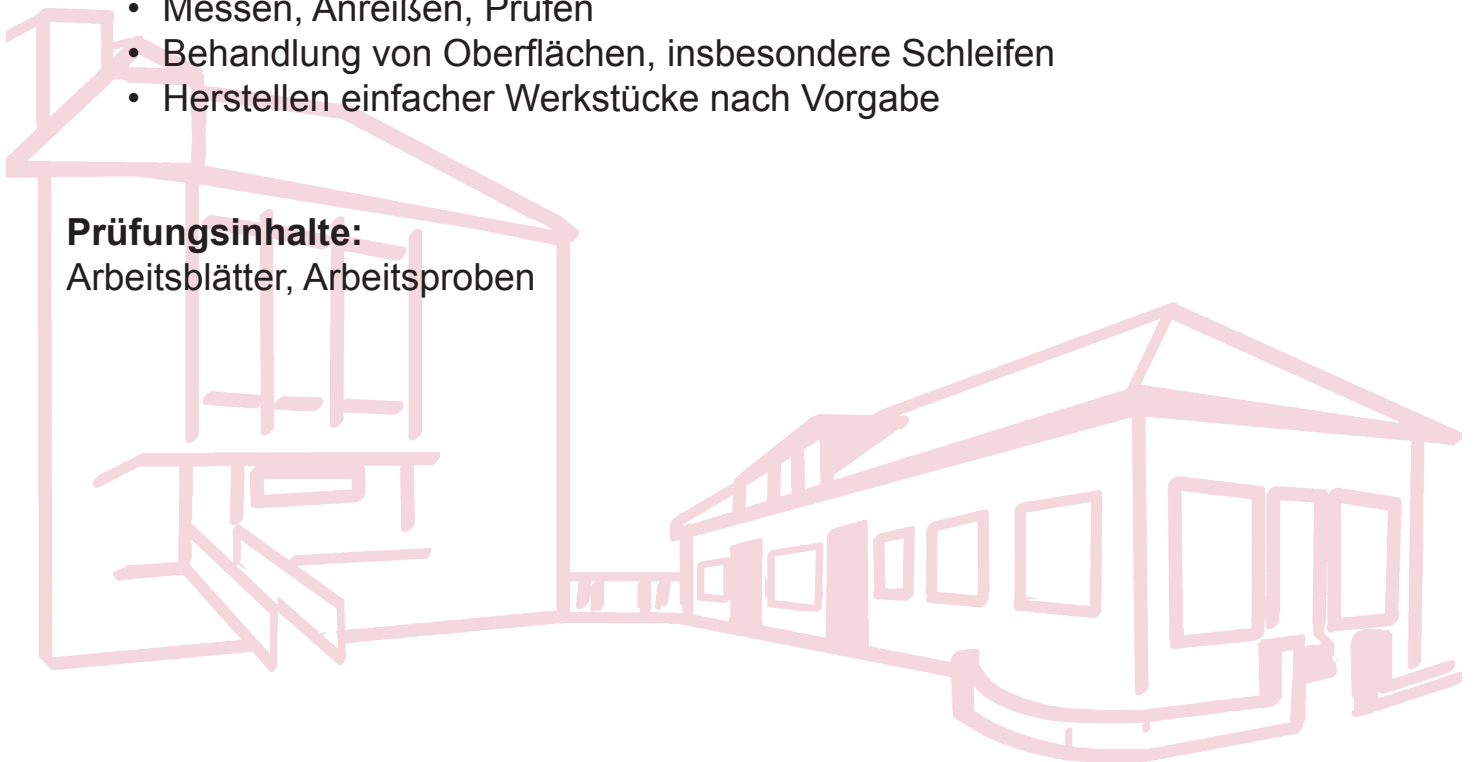 • Messen, Anreißen, Prüfen
• Behandlung von Oberflächen, insbesondere Schleifen
• Herstellen einfacher Werkstücke nach Vorgabe
Prüfungsinhalte:
Arbeitsblätter, Arbeitsproben